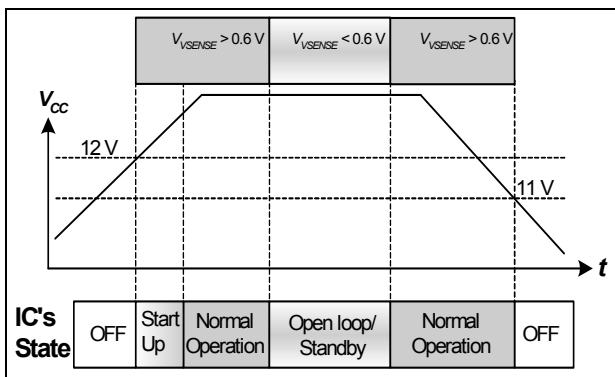 V_VSENSE > 0.6 V V_VSENSE < 0.6 V V_VSENSE > 0.6 V
V_CC
12 V
11 V
t
IC's State
OFF
Start Up
Normal Operation
Open loop/ Standby
Normal Operation
OFF